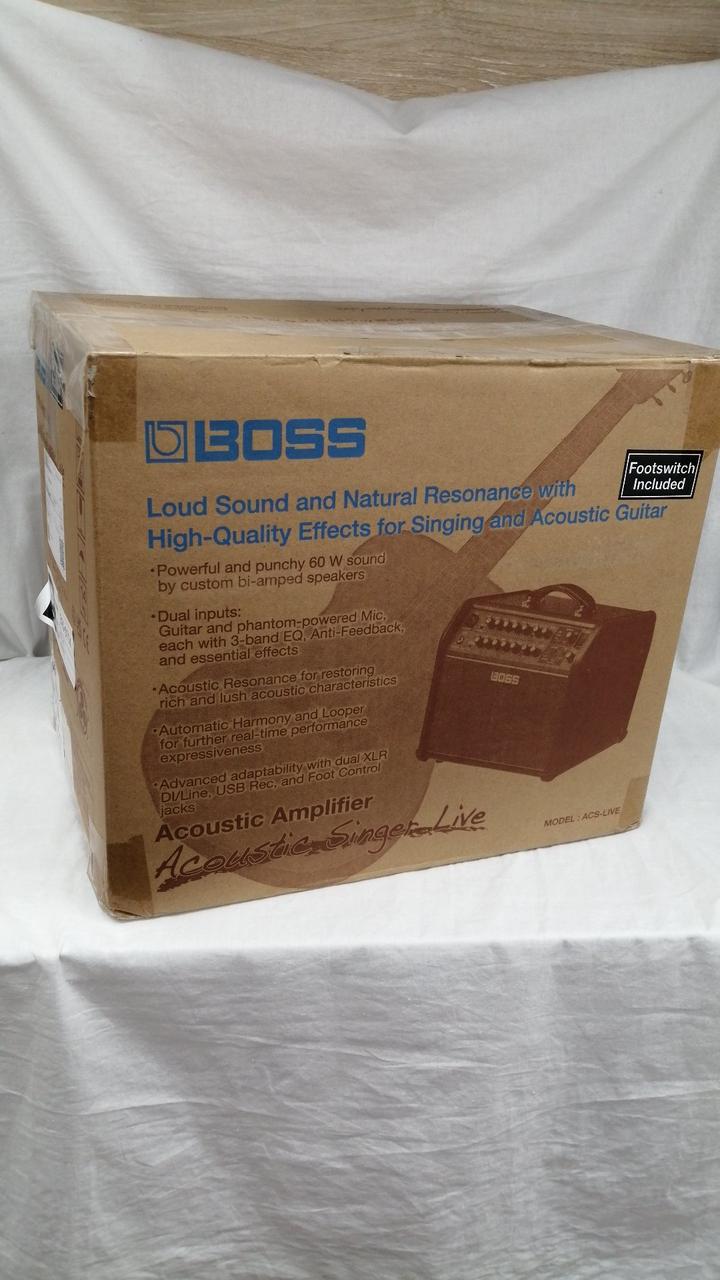 BOSS
Loud Sound and Natural Resonance with
High-Quality Effects for Singing and Acoustic Guitar
Footswitch
Included
•Powerful and punchy 60 W sound
by custom bi-amped speakers
•Dual inputs:
Guitar and phantom-powered Mic,
each with 3-band EQ, Anti-Feedback,
and essential effects
•Acoustic Resonance for restoring
rich and lush acoustic characteristics
•Automatic Harmony and Looper
for further real-time performance
expressiveness
•Advanced adaptability with dual XLR
DI/Line, USB Rec, and Foot Control
jacks
BOSS
Acoustic Amplifier
Acoustic Singer Live
MODEL : ACS-LIVE